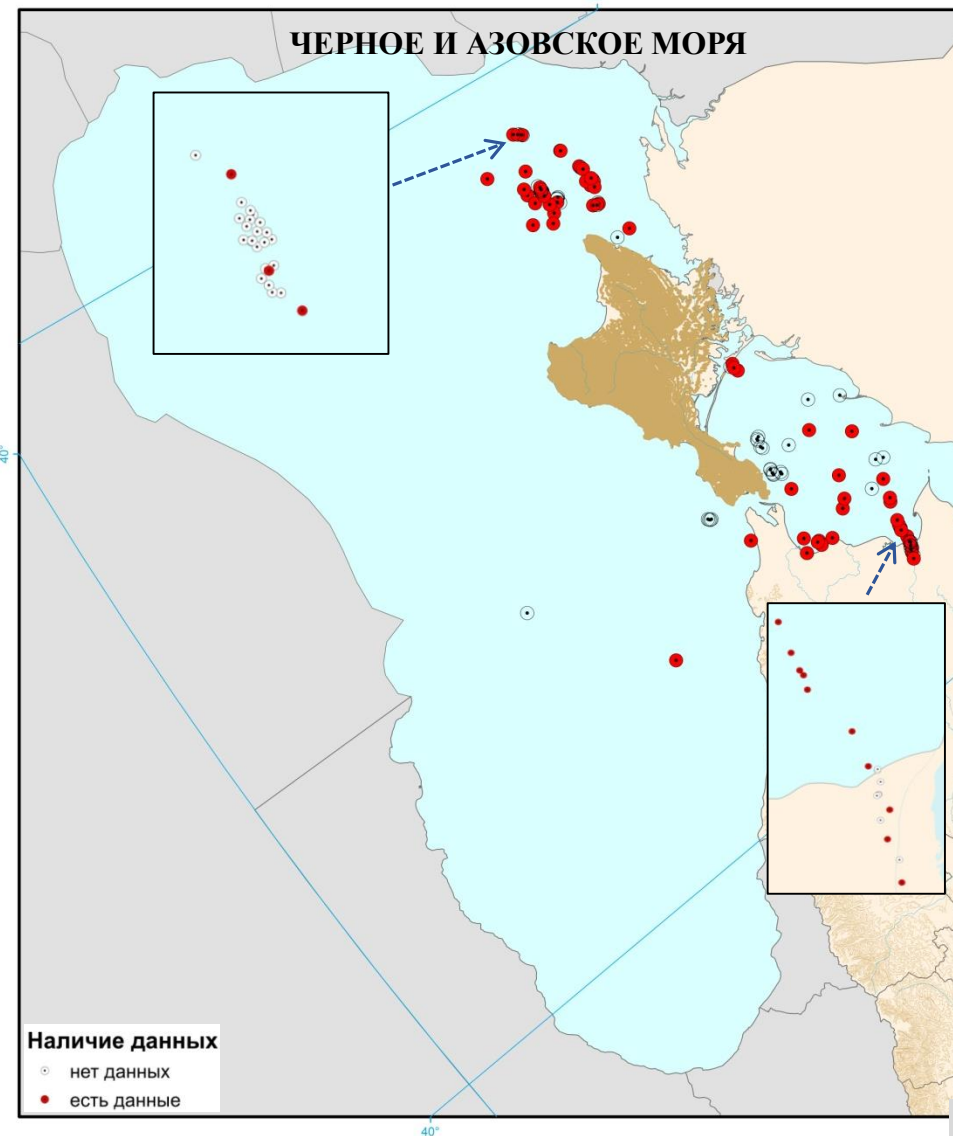 ЧЕРНОЕ И АЗОВСКОЕ МОРЯ
40°
Наличие данных
нет данных
есть данные
40°